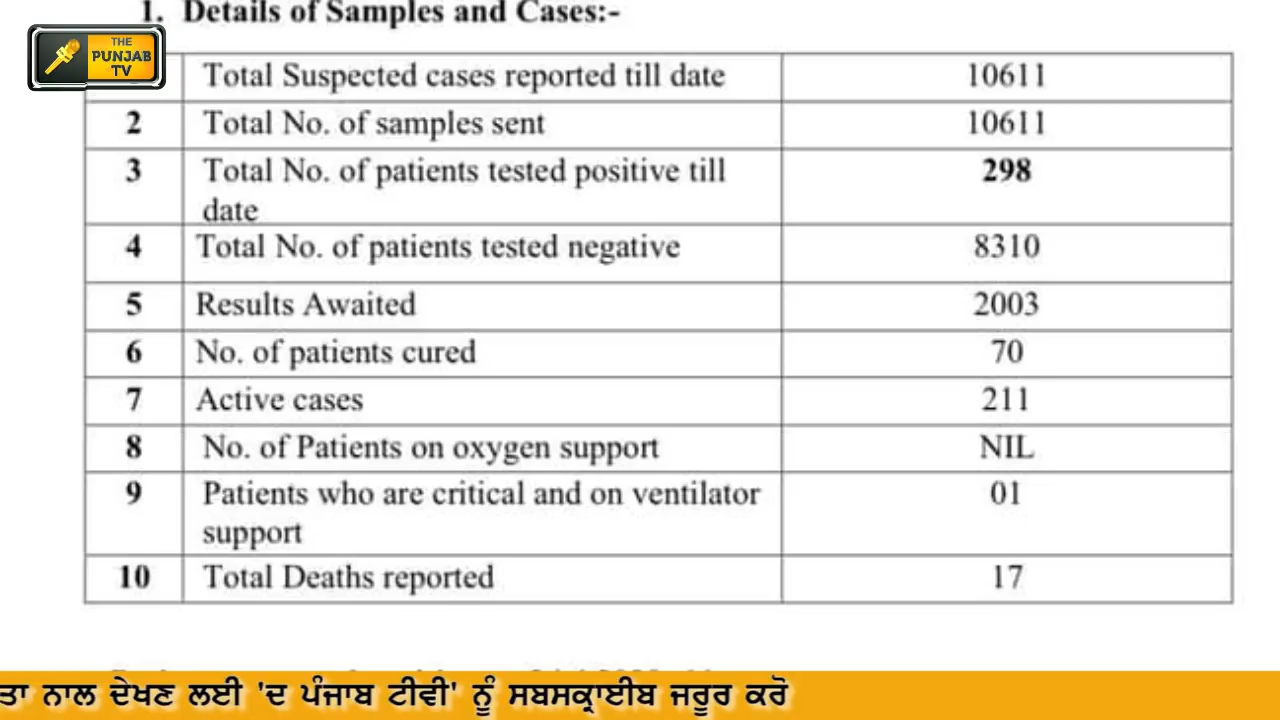 1. Details of Samples and Cases:-
THE
PUNJAB
TV
Total Suspected cases reported till date 10611
2 Total No. of samples sent 10611
3 Total No. of patients tested positive till 298
date
4 Total No. of patients tested negative 8310
5 Results Awaited 2003
6 No. of patients cured 70
7 Active cases 211
8 No. of Patients on oxygen support NIL
9 Patients who are critical and on ventilator 01
support
10 Total Deaths reported 17
ਤਾ ਨਾਲ ਦੇਖਣ ਲਈ 'ਦ ਪੰਜਾਬ ਟੀਵੀ' ਨੂੰ ਸਬਸਕ੍ਰਾਈਬ ਜਰੂਰ ਕਰੋ